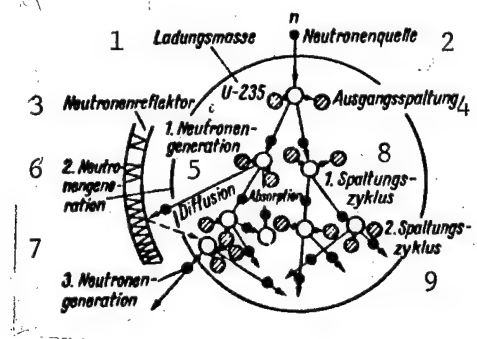 n
1
Ladungsmasse
Neutronenquelle
2
3
Neutronenreflektor
U-235
Ausgangsspaltung
4
1. Neutronen-
generation
6
2. Neutro
nengene-
ration
5
8
Diffusion
Absorption
1. Spaltungs-
zyklus
7
2. Spaltungs-
zyklus
3. Neutronen-
generation
9